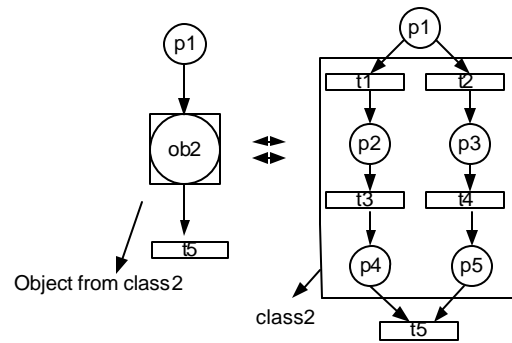 p1
ob2
t5
Object from class2
p1
t1
t2
p2
p3
t3
t4
p4
p5
class2
t5